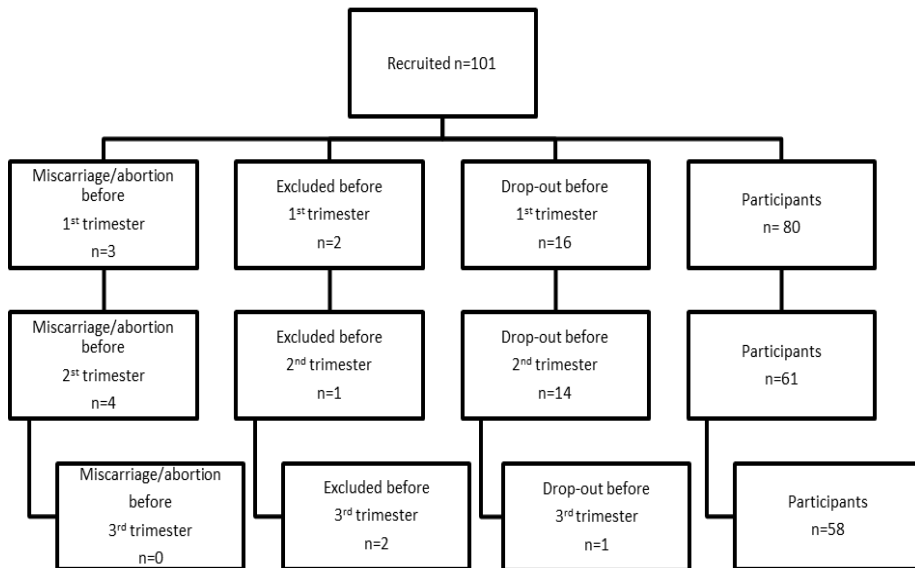 Recruited n=101
Miscarriage/abortion
before
1st trimester
n=3
Excluded before
1st trimester
n=2
Drop-out before
1st trimester
n=16
Participants
n= 80
Miscarriage/abortion
before
2st trimester
n=4
Excluded before
2nd trimester
n=1
Drop-out before
2nd trimester
n=14
Participants
n=61
Miscarriage/abortion
before
3rd trimester
n=0
Excluded before
3rd trimester
n=2
Drop-out before
3rd trimester
n=1
Participants
n=58